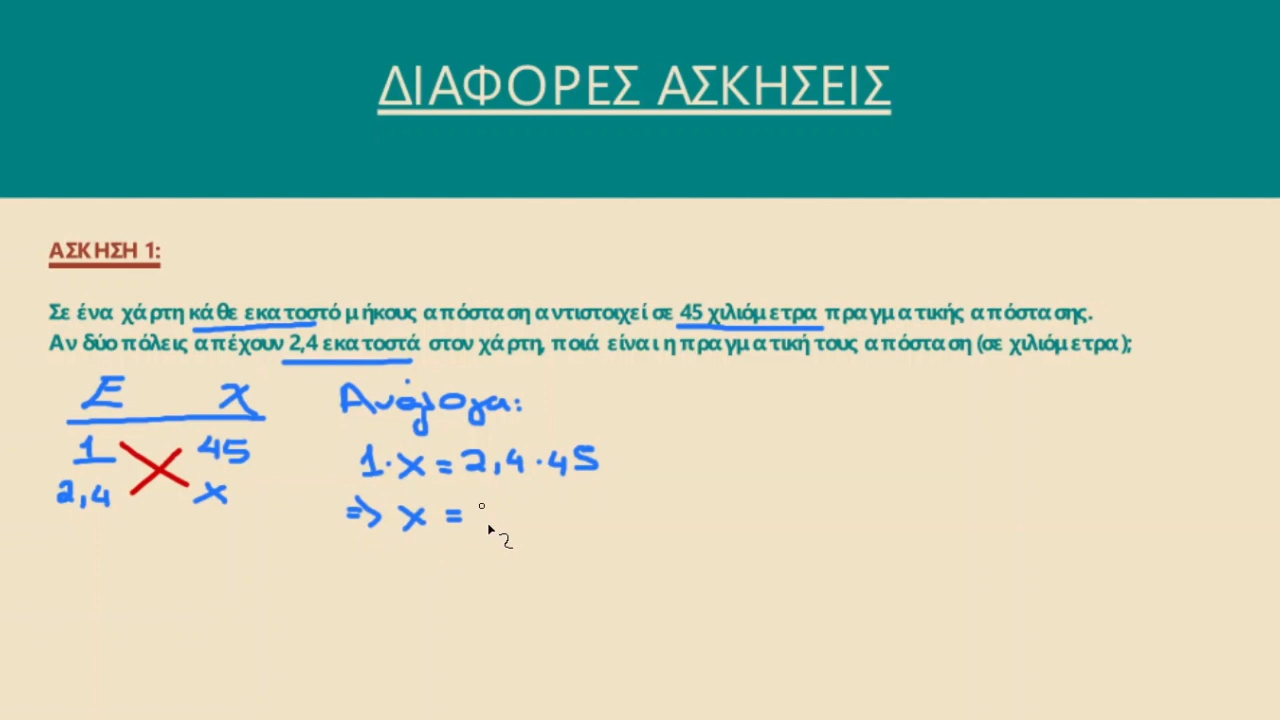 ΔΙΑΦΟΡΕΣ ΑΣΚΗΣΕΙΣ
ΑΣΚΗΣΗ 1:
Σε ένα χάρτη κάθε εκατοστό μήκους απόσταση αντιστοιχεί σε 45 χιλιόμετρα πραγματικής απόστασης.
Αν δύο πόλεις απέχουν 2,4 εκατοστά στον χάρτη, ποιά είναι η πραγματική τους απόσταση (σε χιλιόμετρα);
Ε χ
1 45
2,4 x
Ανάλογα:
1·x = 2,4·45
=> x =